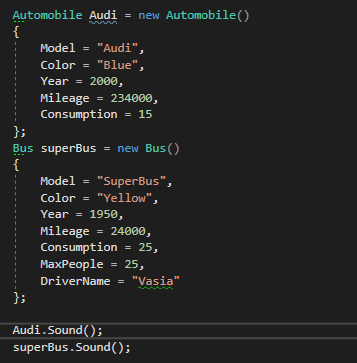 Automobile Audi = new Automobile()
{
Model = "Audi",
Color = "Blue",
Year = 2000,
Mileage = 234000,
Consumption = 15
};
Bus superBus = new Bus()
{
Model = "SuperBus",
Color = "Yellow",
Year = 1950,
Mileage = 24000,
Consumption = 25,
MaxPeople = 25,
DriverName = "Vasia"
};
Audi.Sound();
superBus.Sound();